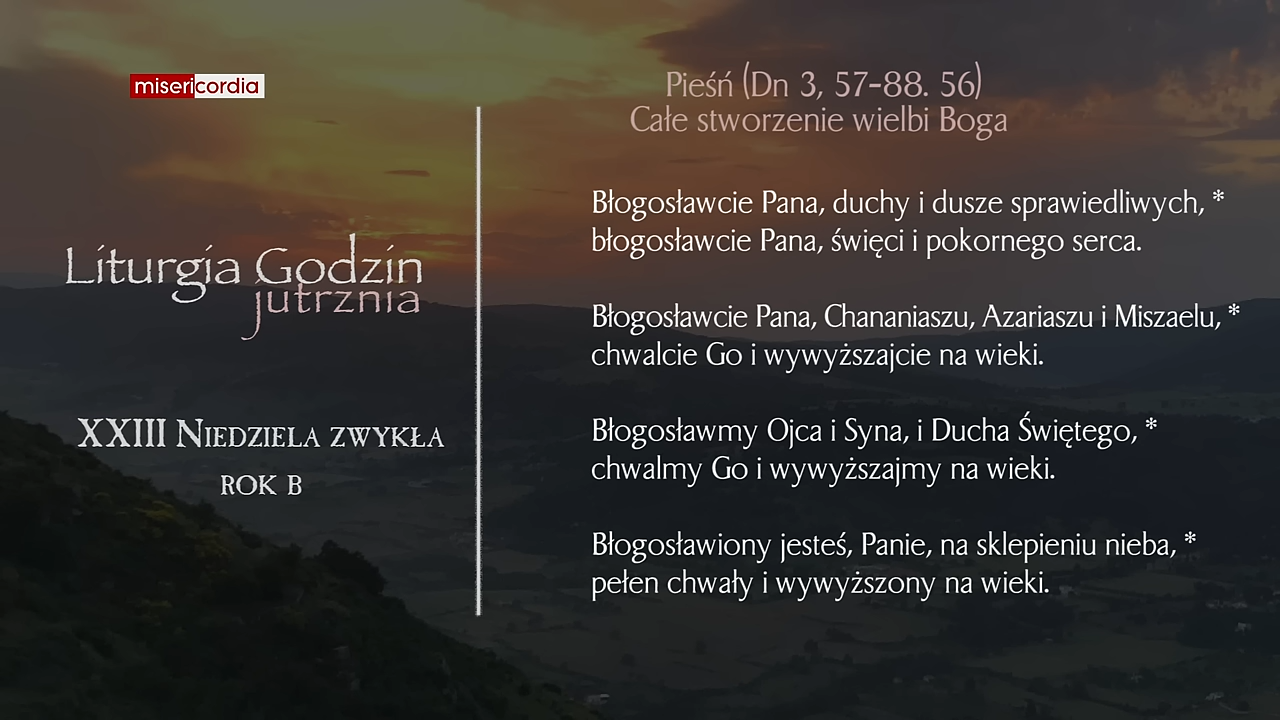 misericordia
Liturgia Godzin
jutrznia
XXIII Niedziela zwykła
rok B
Pieśń (Dn 3, 57-88. 56)
Całe stworzenie wielbi Boga
Błogosławcie Pana, duchy i dusze sprawiedliwych, *
błogosławcie Pana, święci i pokornego serca.
Błogosławcie Pana, Chananiaszu, Azariaszu i Miszaelu, *
chwalcie Go i wywyższajcie na wieki.
Błogosławmy Ojca i Syna, i Ducha Świętego, *
chwalmy Go i wywyższajmy na wieki.
Błogosławiony jesteś, Panie, na sklepieniu nieba, *
pełen chwały i wywyższony na wieki.